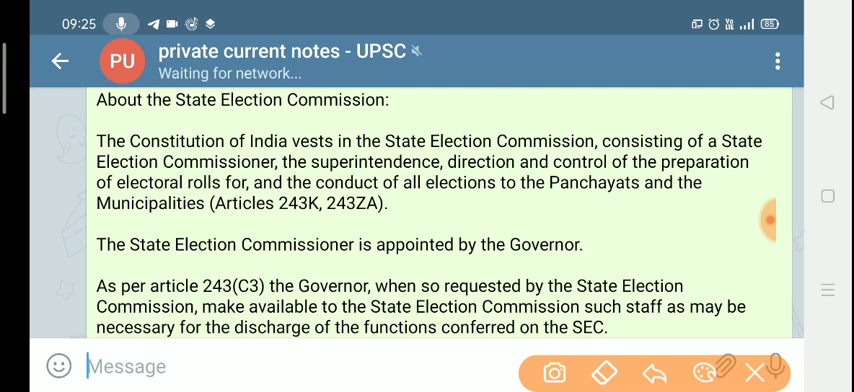 09:25
85
PU
private current notes - UPSC
Waiting for network...
About the State Election Commission:
The Constitution of India vests in the State Election Commission, consisting of a State
Election Commissioner, the superintendence, direction and control of the preparation
of electoral rolls for, and the conduct of all elections to the Panchayats and the
Municipalities (Articles 243K, 243ZA).
The State Election Commissioner is appointed by the Governor.
As per article 243(C3) the Governor, when so requested by the State Election
Commission, make available to the State Election Commission such staff as may be
necessary for the discharge of the functions conferred on the SEC.
Message